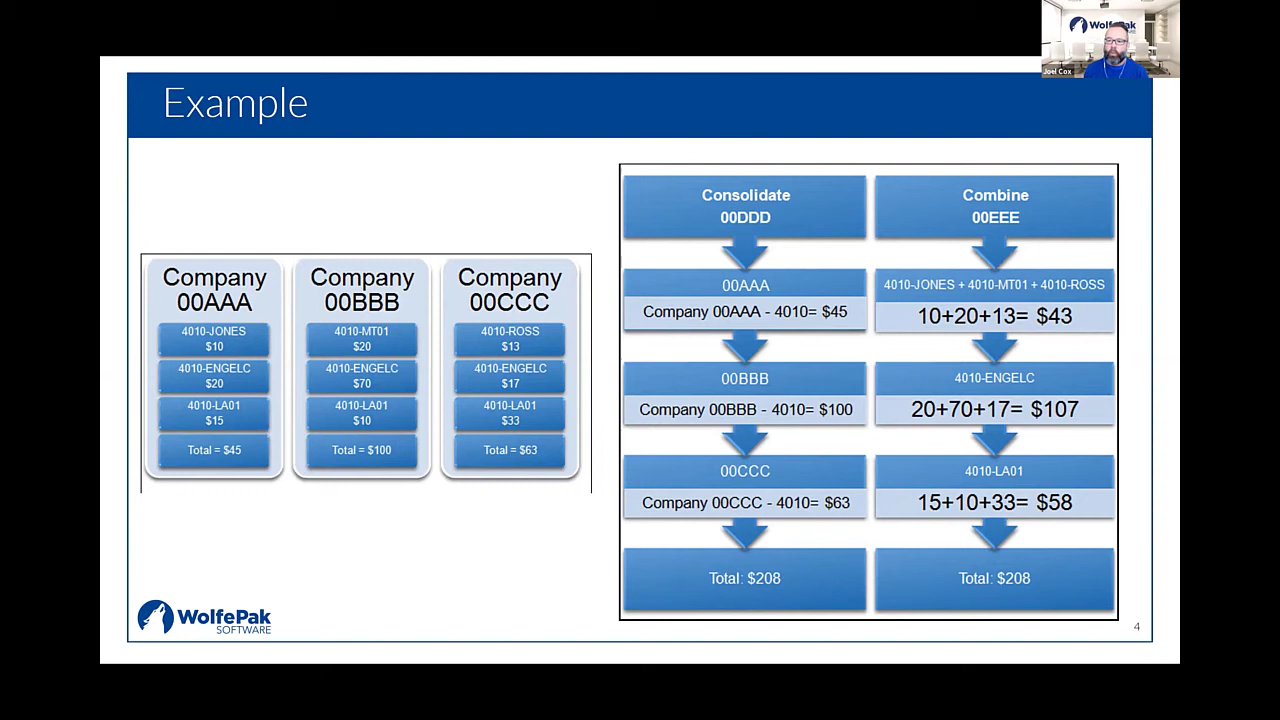 WolfePak
SOFTWARE
Joel Cox
Example
Company
00AAA
4010-JONES
$10
4010-ENGELC
$20
4010-LA01
$15
Total = $45
Company
00BBB
4010-MT01
$20
4010-ENGELC
$70
4010-LA01
$10
Total = $100
Company
00CCC
4010-ROSS
$13
4010-ENGELC
$17
4010-LA01
$33
Total = $63
Consolidate
00DDD
00AAA
Company 00AAA - 4010= $45
00BBB
Company 00BBB - 4010= $100
00CCC
Company 00CCC - 4010= $63
Total: $208
Combine
00EEE
4010-JONES + 4010-MT01 + 4010-ROSS
10+20+13= $43
4010-ENGELC
20+70+17= $107
4010-LA01
15+10+33= $58
Total: $208
WolfePak
SOFTWARE
4